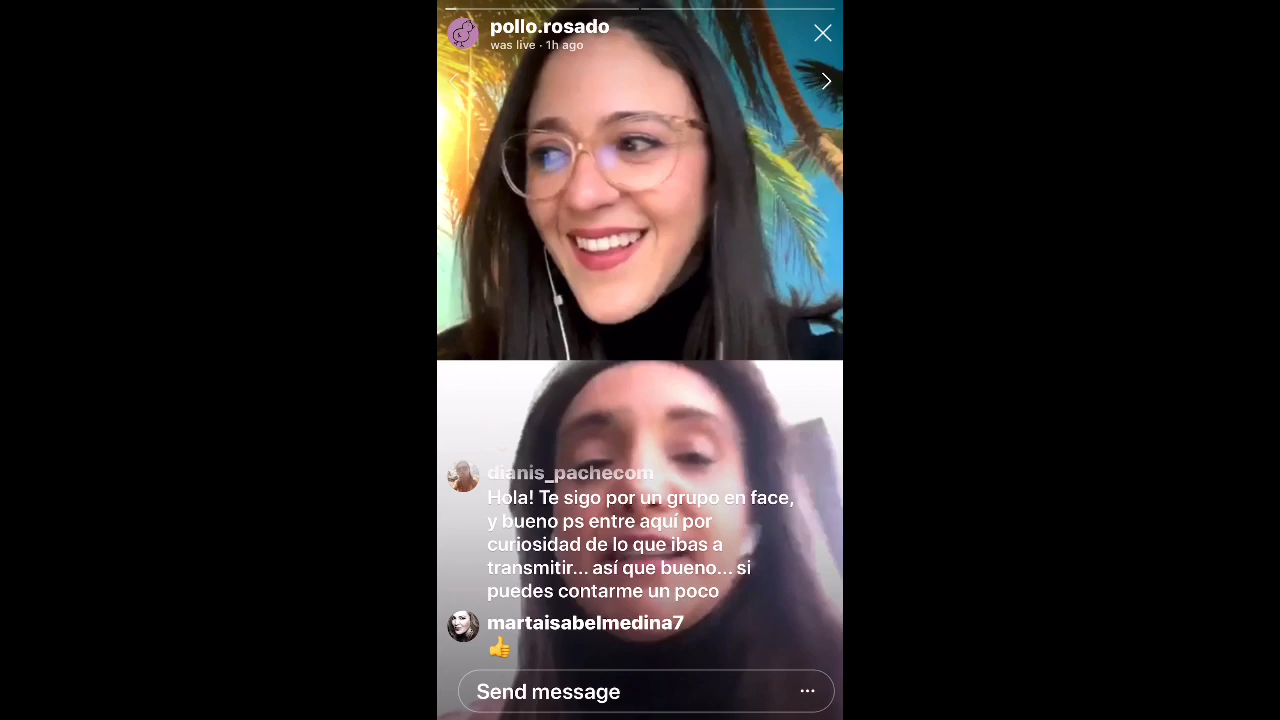 pollo.rosado
was live · 1h ago
dianis_pachecom
Hola! Te sigo por un grupo en face,
y bueno ps entre aquí por
curiosidad de lo que ibas a
transmitir... así que bueno... si
puedes contarme un poco
martaisabelmedina7
👍
Send message